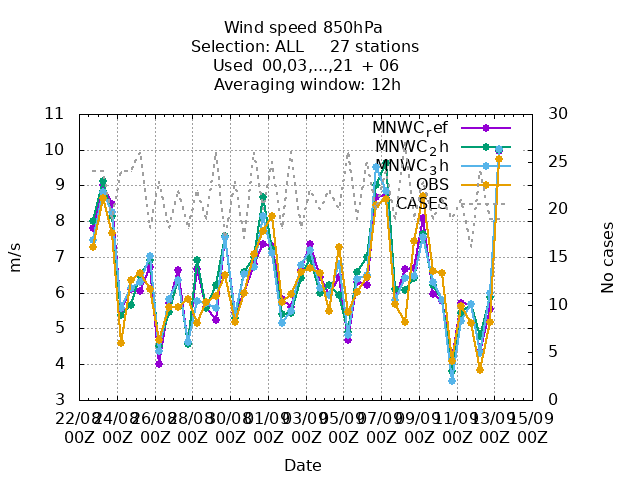 Wind speed 850hPa
Selection: ALL 27 stations
Used 00,03,...,21 + 06
Averaging window: 12h
11 30
MNWCref
MNWC2h
10
MNWC3h
25
9 OBS
CASES
20
8
7
15
6
10
5
5
4
3 0
m/s
No cases
22/08 24/08 26/08 28/08 30/08 01/09 03/09 05/09 07/09 09/09 11/09 13/09 15/09
00Z 00Z 00Z 00Z 00Z 00Z 00Z 00Z 00Z 00Z 00Z 00Z 00Z
Date